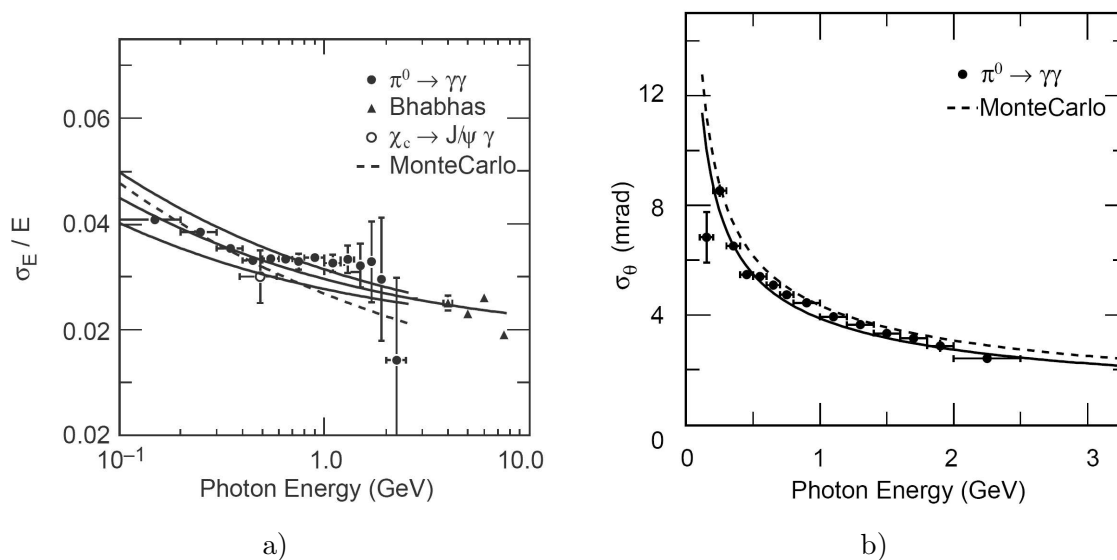 π⁰ → γγ
Bhabhas
χc → J/ψ γ
MonteCarlo
0.06
0.04
0.02
0.02
σE / E
10⁻¹ 1.0 10.0
Photon Energy (GeV)
a)
π⁰ → γγ
MonteCarlo
12
8
4
0
σθ (mrad)
0 1 2 3
Photon Energy (GeV)
b)